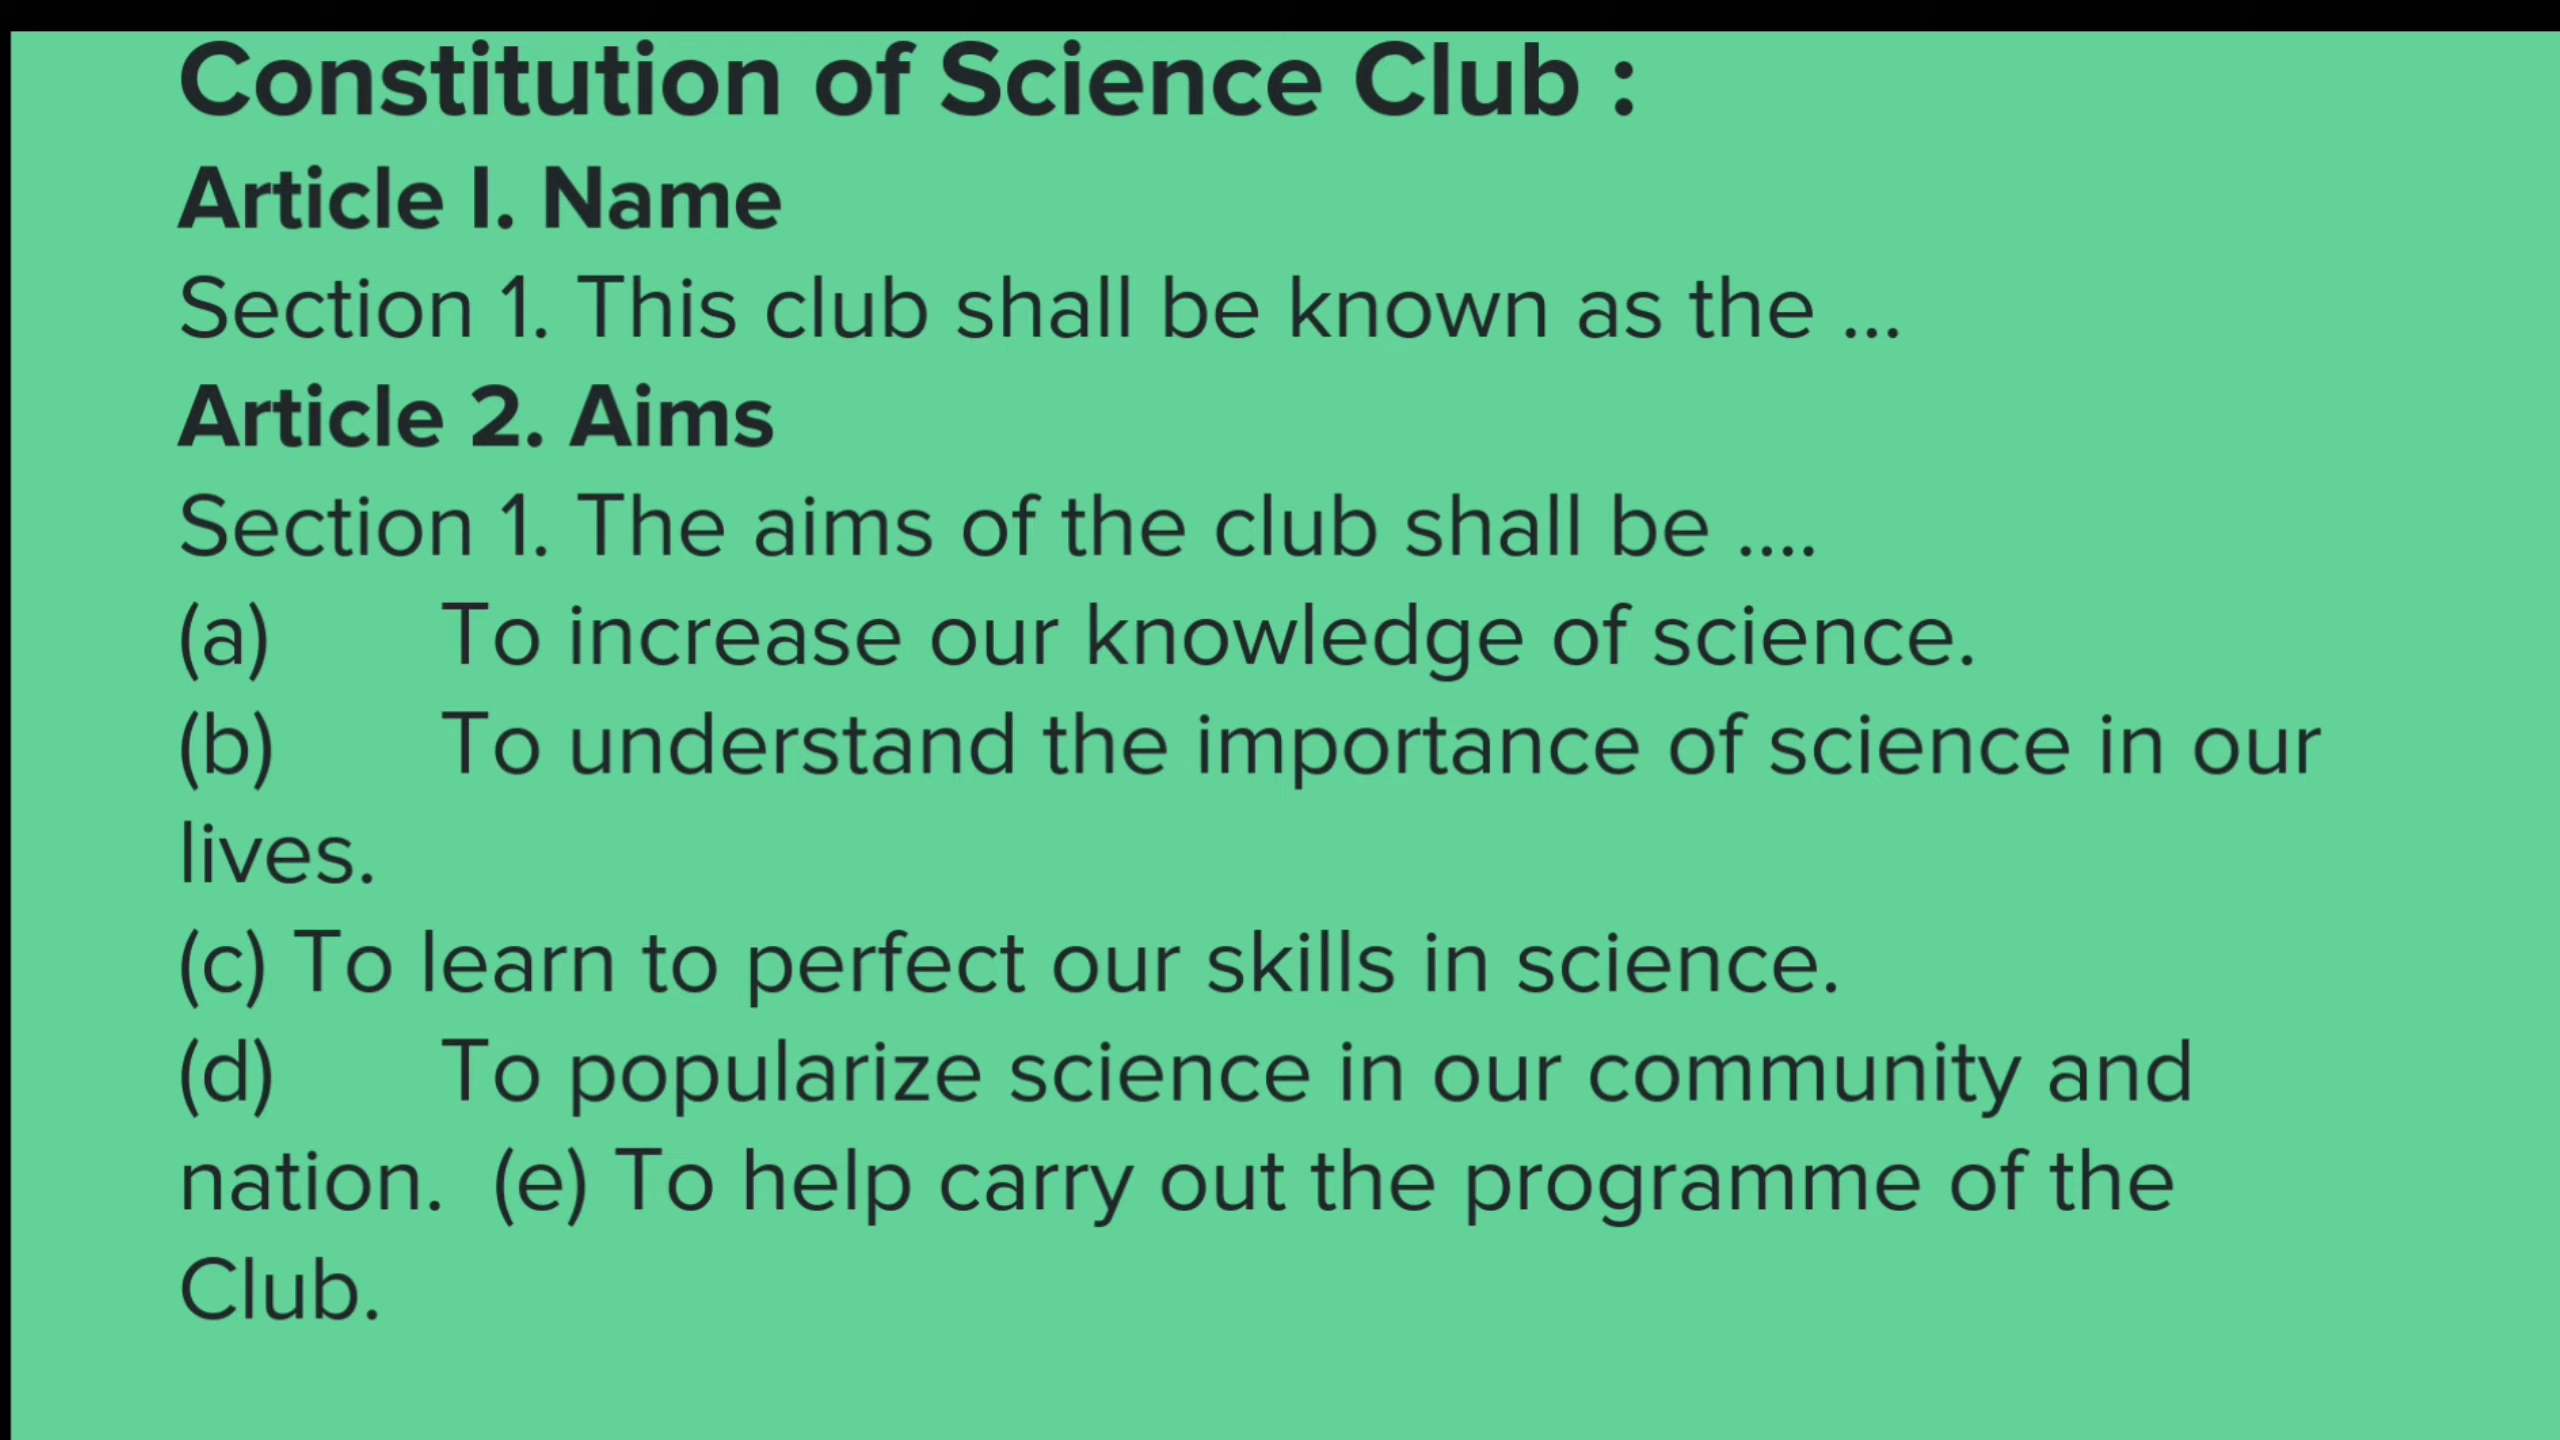 Constitution of Science Club :
Article I. Name
Section 1. This club shall be known as the ...
Article 2. Aims
Section 1. The aims of the club shall be ....
(a) To increase our knowledge of science.
(b) To understand the importance of science in our
lives.
(c) To learn to perfect our skills in science.
(d) To popularize science in our community and
nation. (e) To help carry out the programme of the
Club.